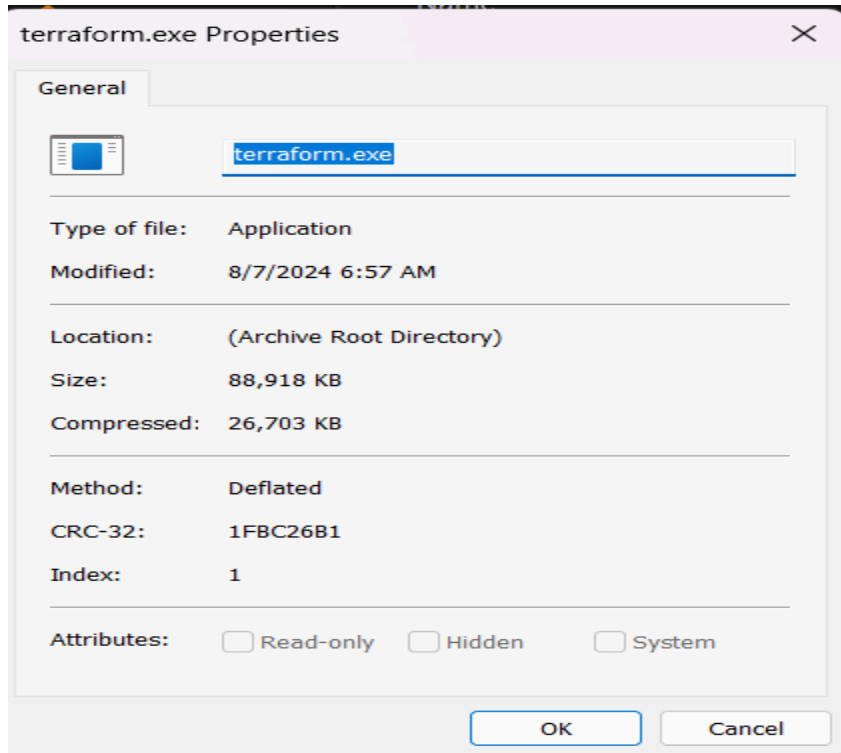 terraform.exe Properties
General
terraform.exe
Type of file: Application
Modified: 8/7/2024 6:57 AM
Location: (Archive Root Directory)
Size: 88,918 KB
Compressed: 26,703 KB
Method: Deflated
CRC-32: 1FBC26B1
Index: 1
Attributes: Read-only Hidden System
OK Cancel